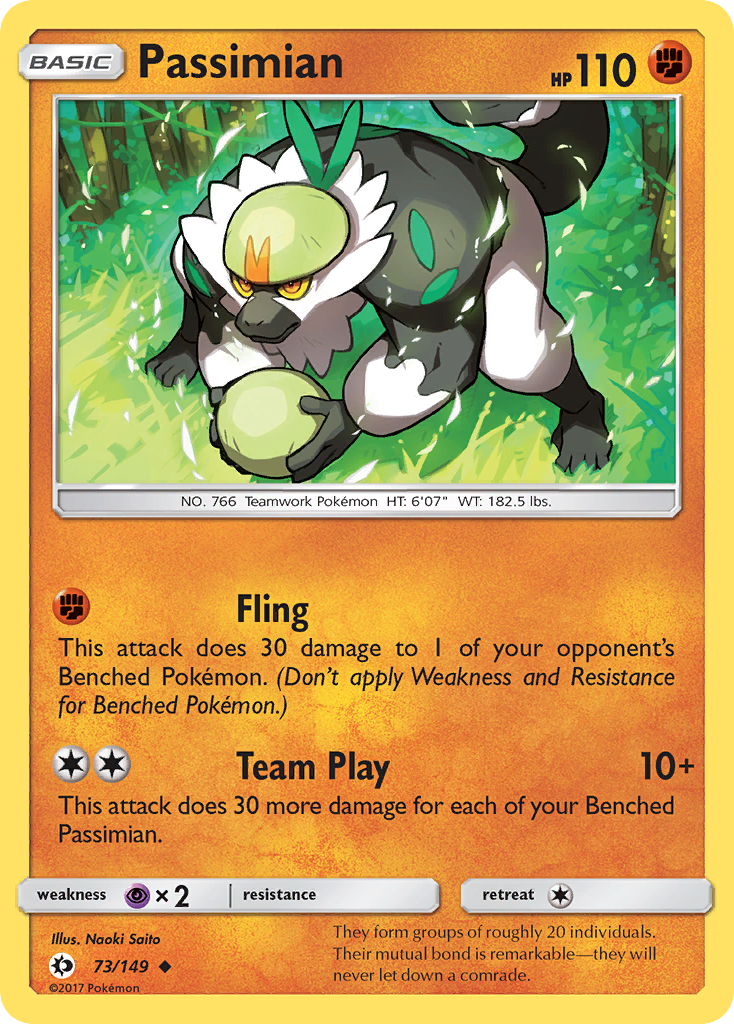 BASIC Passimian HP 110
NO. 766 Teamwork Pokémon HT: 6'07" WT: 182.5 lbs.
Fling
This attack does 30 damage to 1 of your opponent's
Benched Pokémon. (Don't apply Weakness and Resistance
for Benched Pokémon.)
Team Play 10+
This attack does 30 more damage for each of your Benched
Passimian.
weakness ×2 resistance retreat
Illus. Naoki Saito
73/149
©2017 Pokémon
They form groups of roughly 20 individuals.
Their mutual bond is remarkable—they will
never let down a comrade.